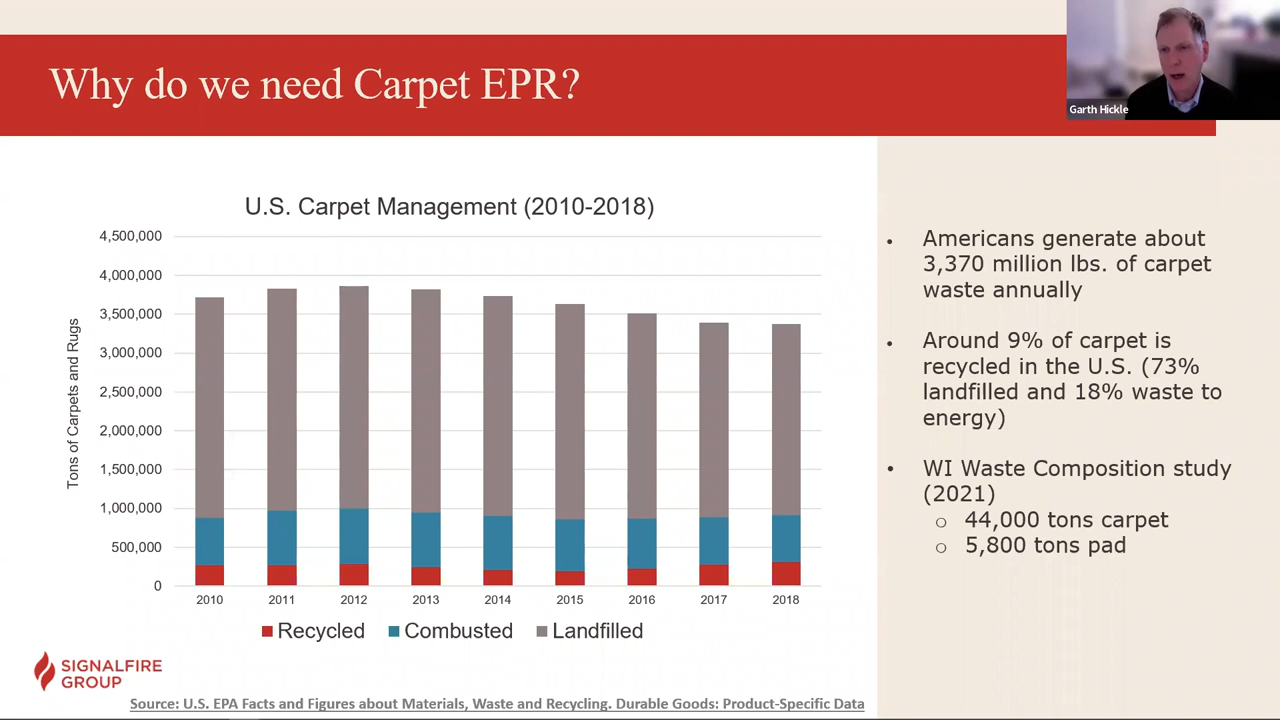 Why do we need Carpet EPR?
Garth Hickle
U.S. Carpet Management (2010-2018)
4,500,000
4,000,000
3,500,000
3,000,000
2,500,000
2,000,000
1,500,000
1,000,000
500,000
0
Tons of Carpets and Rugs
2010 2011 2012 2013 2014 2015 2016 2017 2018
Recycled Combusted Landfilled
• Americans generate about
3,370 million lbs. of carpet
waste annually
• Around 9% of carpet is
recycled in the U.S. (73%
landfilled and 18% waste to
energy)
• WI Waste Composition study
(2021)
○ 44,000 tons carpet
○ 5,800 tons pad
SIGNALFIRE
GROUP
Source: U.S. EPA Facts and Figures about Materials, Waste and Recycling. Durable Goods: Product-Specific Data